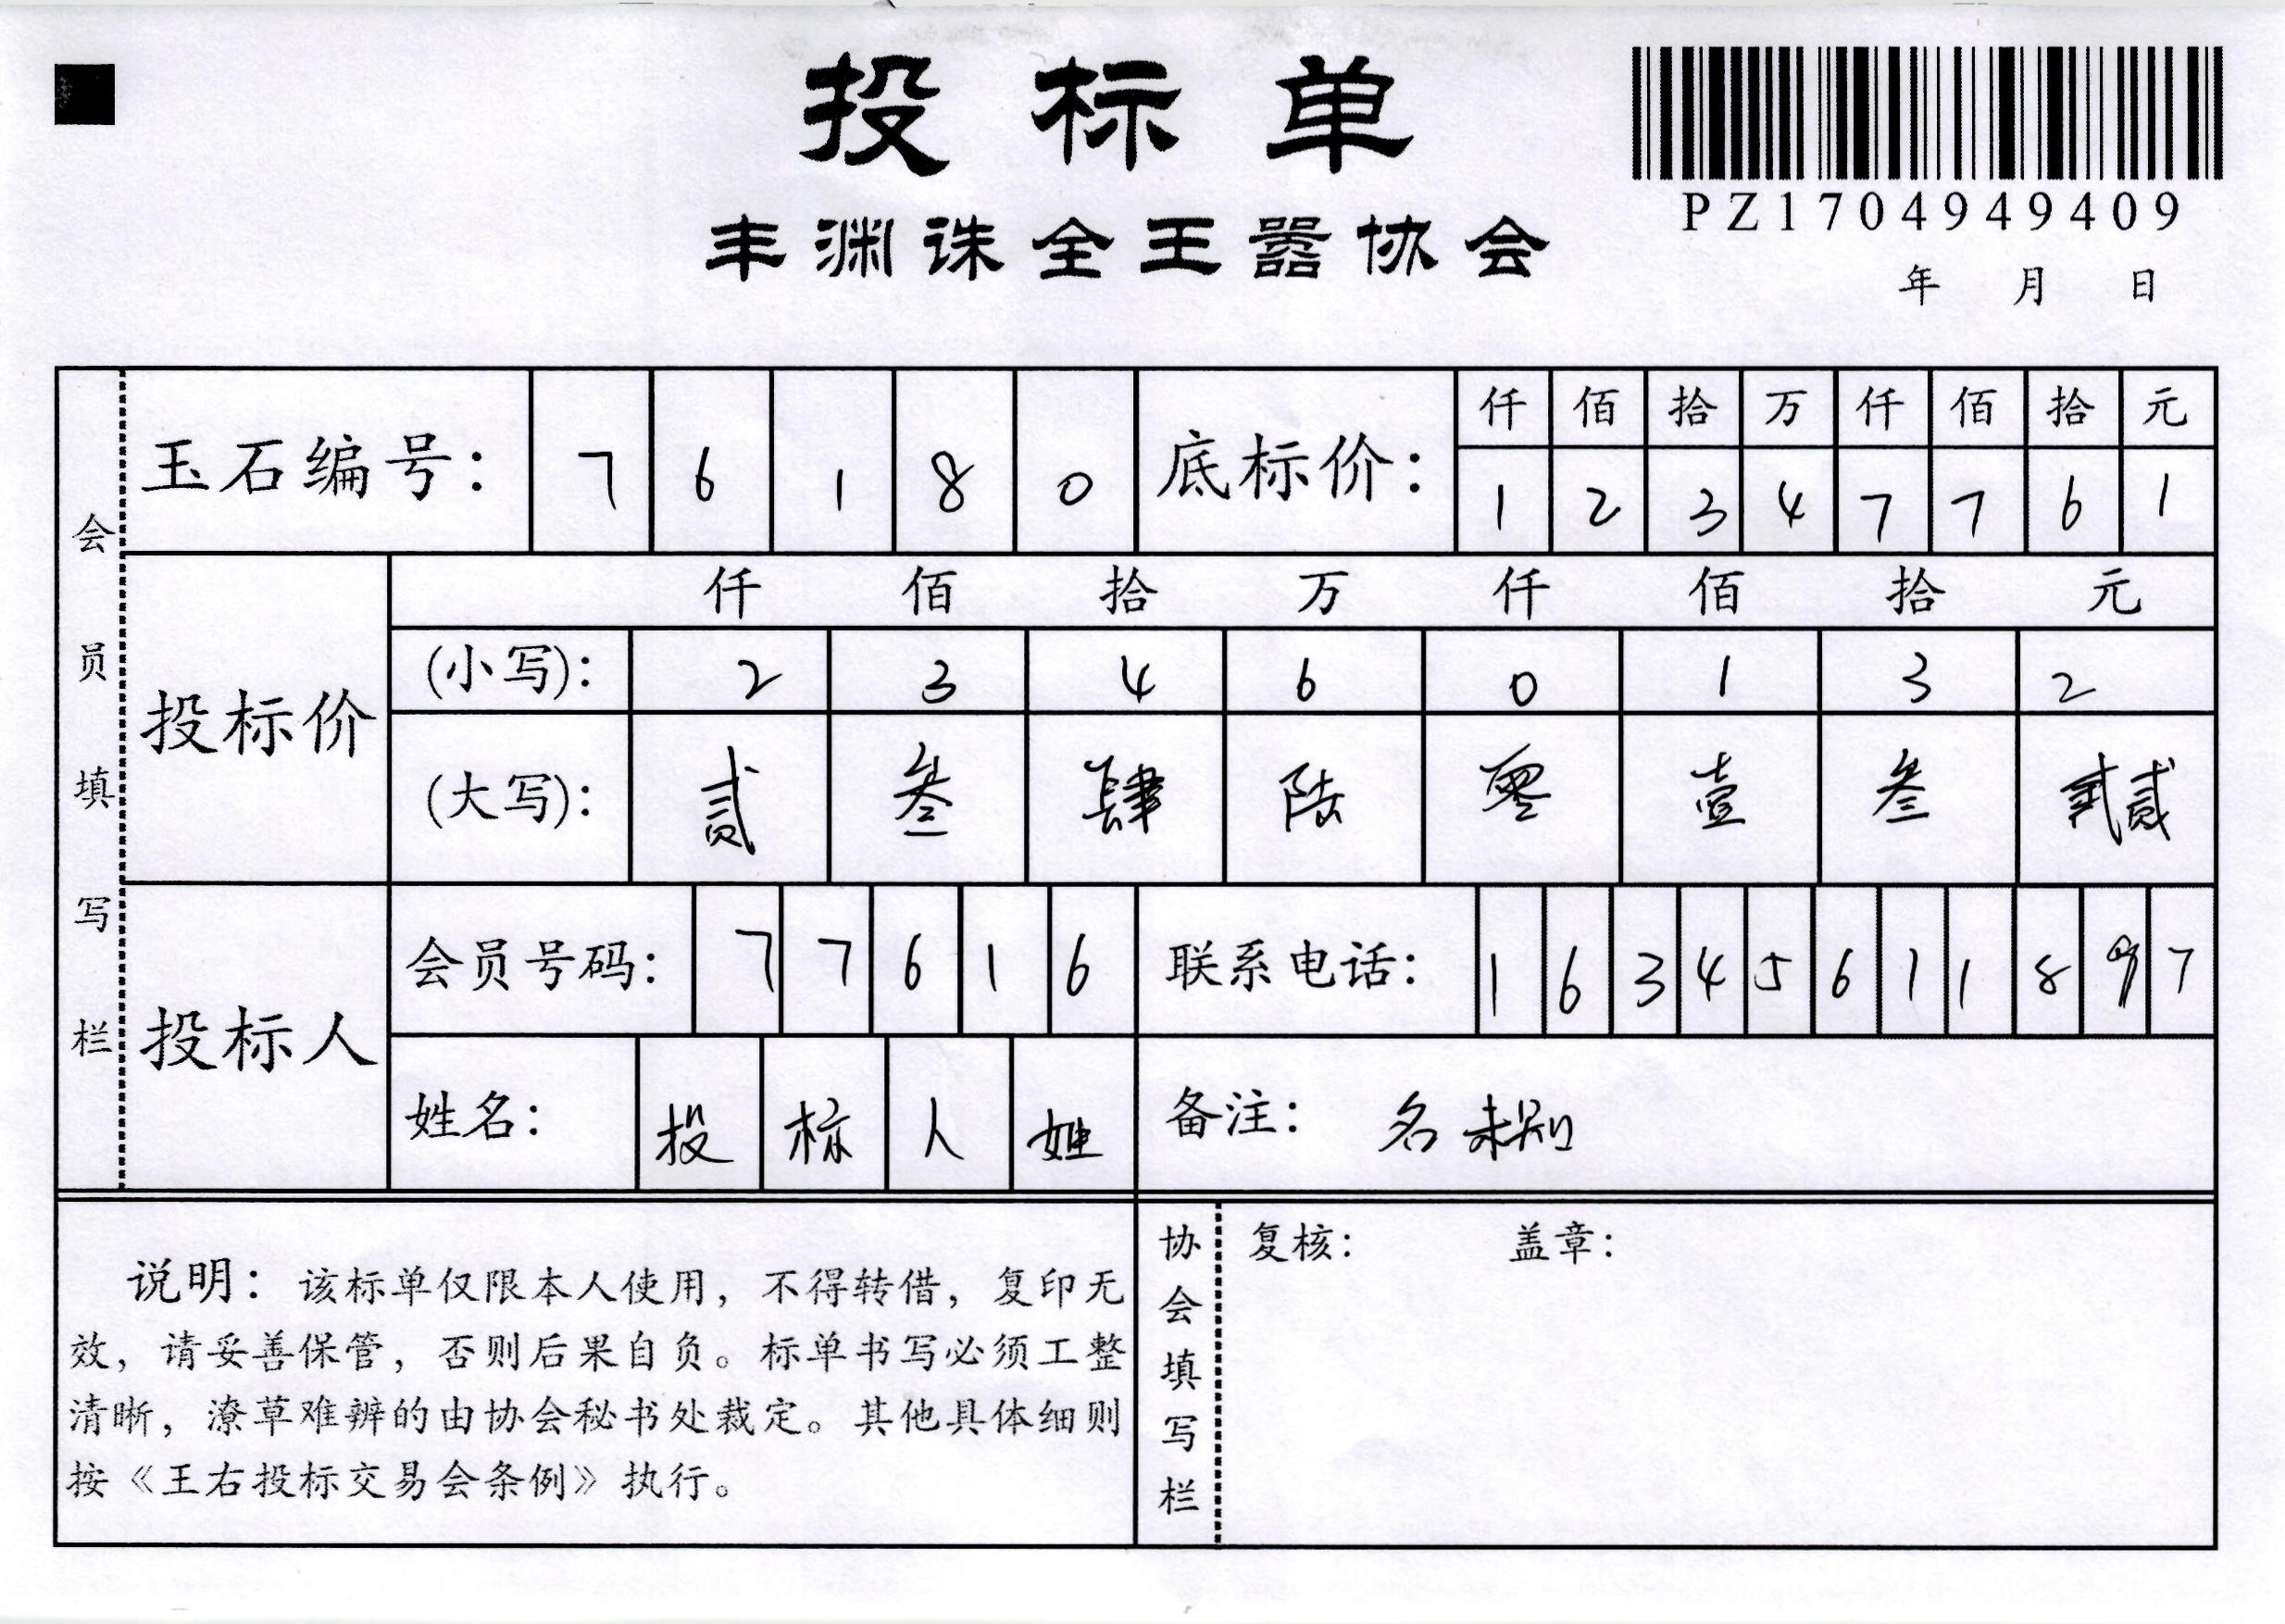 投标单
丰渊诛全王嚣协会
PZ1704949409
年 月 日
会员填写栏
玉石编号： 7 6 1 8 0
底标价：
仟 佰 拾 万 仟 佰 拾 元
1 2 3 4 7 7 6 1
投标价
仟 佰 拾 万 仟 佰 拾 元
(小写)： 2 3 4 6 0 1 3 2
(大写)： 贰 叁 肆 陆 零 壹 叁 贰
投标人
会员号码： 7 7 6 1 6
联系电话： 1 6 3 4 5 6 1 1 8 9 7
姓名： 投 标 人 姓
备注： 名未知
说明：该标单仅限本人使用，不得转借，复印无
效，请妥善保管，否则后果自负。标单书写必须工整
清晰，潦草难辨的由协会秘书处裁定。其他具体细则
按《王右投标交易会条例》执行。
协会填写栏
复核： 盖章：